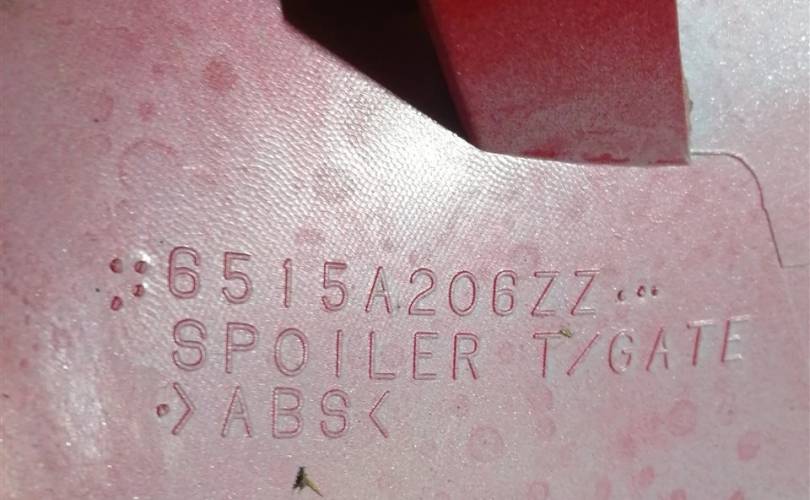 6515A206ZZ
SPOILER T/GATE
>ABS<